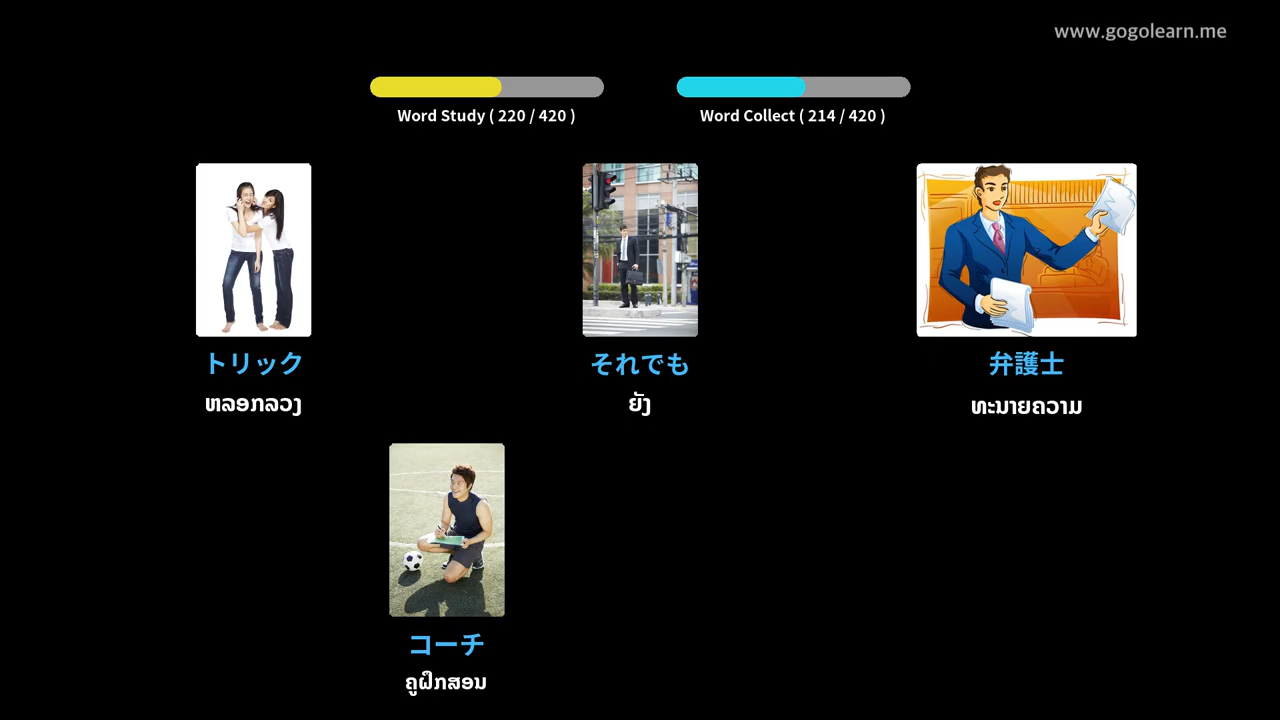 www.gogolearn.me
Word Study ( 220 / 420 )
Word Collect ( 214 / 420 )
トリック
ຫລອກລວງ
それでも
ຍັງ
弁護士
ທະນາຍຄວາມ
コーチ
ຄູຝຶກສອນ